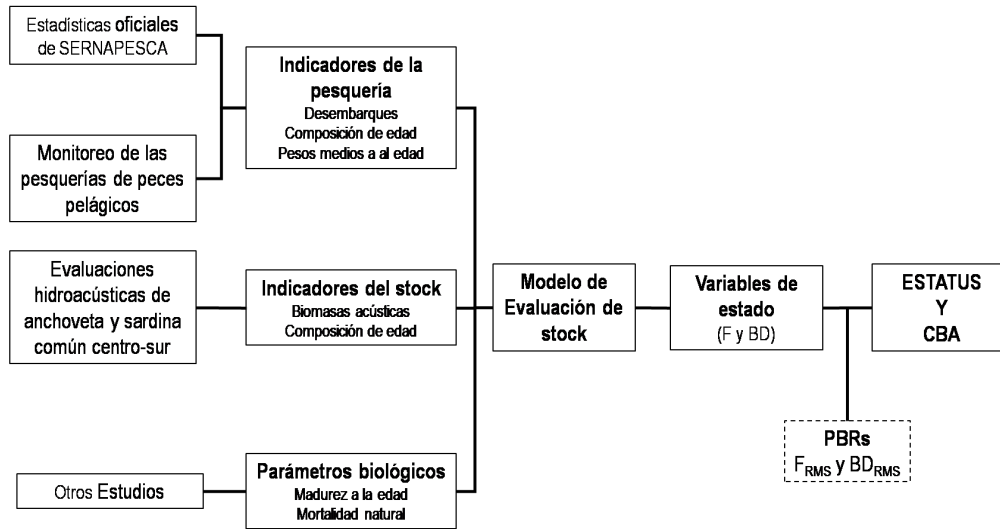 Estadísticas oficiales
de SERNAPESCA
Monitoreo de las
pesquerías de peces
pelágicos
Evaluaciones
hidroacústicas de
anchoveta y sardina
común centro-sur
Otros Estudios
Indicadores de la
pesquería
Desembarques
Composición de edad
Pesos medios a al edad
Indicadores del stock
Biomasas acústicas
Composición de edad
Parámetros biológicos
Madurez a la edad
Mortalidad natural
Modelo de
Evaluación de
stock
Variables de
estado
(F y BD)
ESTATUS
Y
CBA
PBRs
FRMS y BDRMS